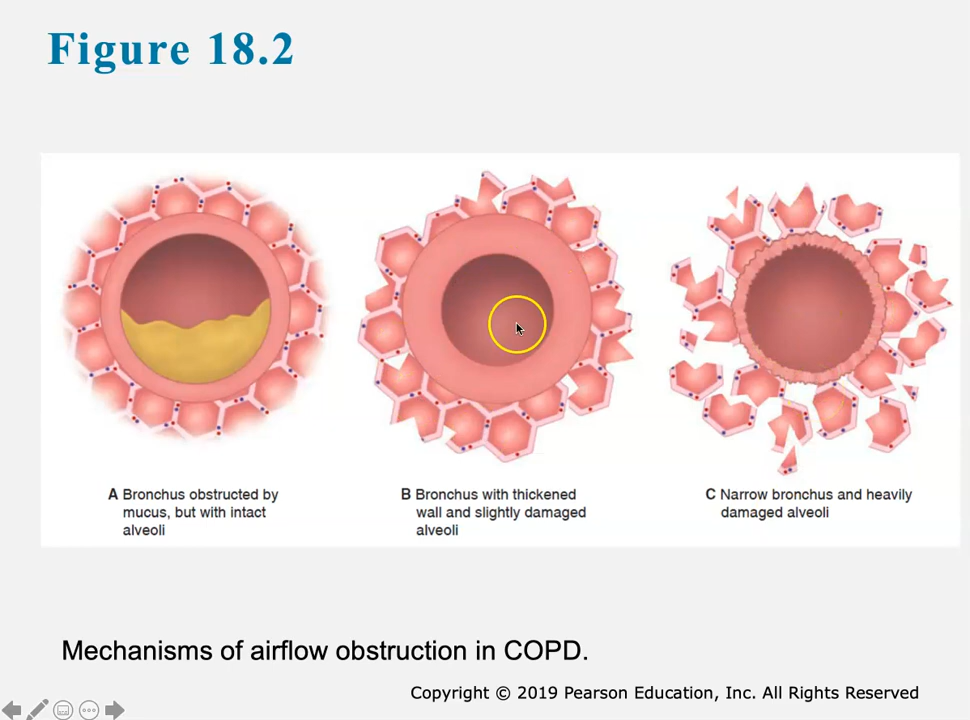 Figure 18.2
A Bronchus obstructed by
mucus, but with intact
alveoli
B Bronchus with thickened
wall and slightly damaged
alveoli
C Narrow bronchus and heavily
damaged alveoli
Mechanisms of airflow obstruction in COPD.
Copyright © 2019 Pearson Education, Inc. All Rights Reserved